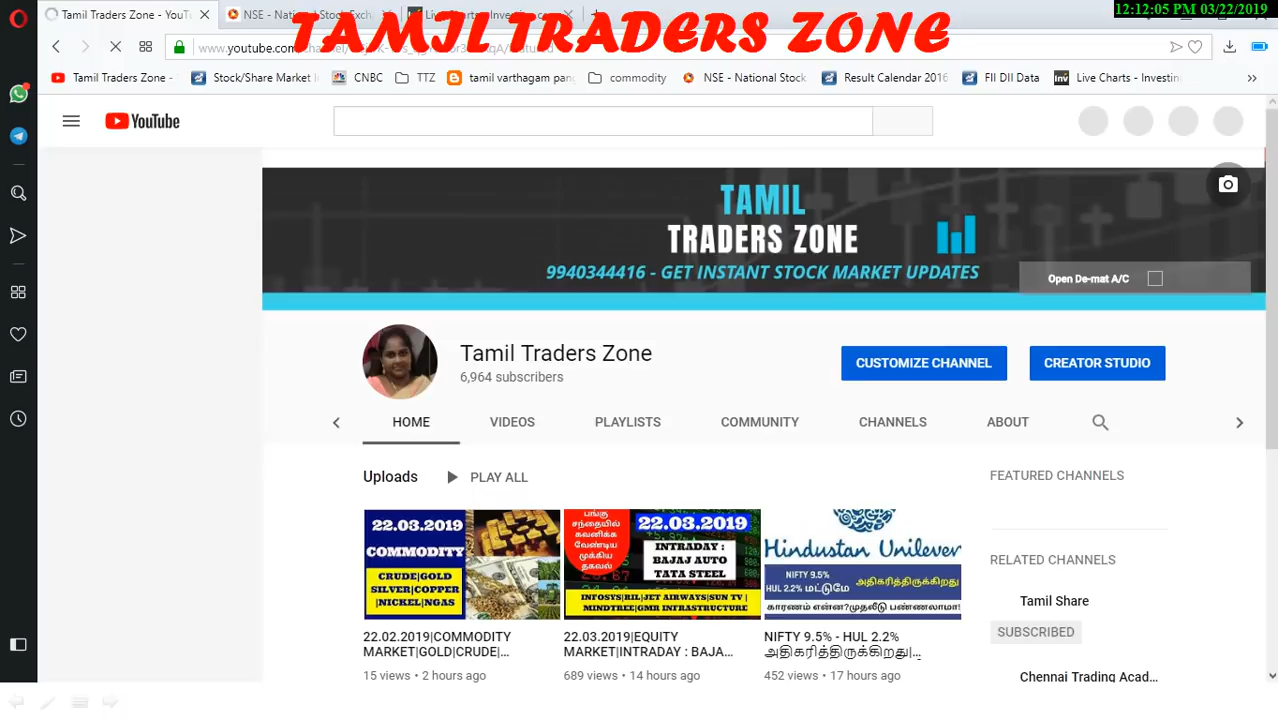 12:12:05 PM 03/22/2019
Tamil Traders Zone - YouT
NSE - National Stock Exch
TAMIL TRADERS ZONE
www.youtube.com
Tamil Traders Zone -
Stock/Share Market I
CNBC
TTZ
tamil varthagam pan
commodity
NSE - National Stock
Result Calendar 2016
FII DII Data
Inv
Live Charts - Investin
YouTube
TAMIL
TRADERS ZONE
9940344416 - GET INSTANT STOCK MARKET UPDATES
Open De-mat A/C
Tamil Traders Zone
6,964 subscribers
CUSTOMIZE CHANNEL
CREATOR STUDIO
HOME
VIDEOS
PLAYLISTS
COMMUNITY
CHANNELS
ABOUT
Uploads
PLAY ALL
FEATURED CHANNELS
22.03.2019
COMMODITY
CRUDE|GOLD
SILVER|COPPER
|NICKEL|NGAS
பங்கு
சந்தையில்
கவனிக்க
வேண்டிய
முக்கிய
தகவல்
22.03.2019
INTRADAY :
BAJAJ AUTO
TATA STEEL
INFOSYS|RIL|JET AIRWAYS|SUN TV |
MINDTREE|GMR INFRASTRUCTURE
Hindustan Unilever
NIFTY 9.5%
HUL 2.2% மட்டுமே
அதிகரித்திருக்கிறது
காரணம் என்ன?முதலீடு பண்ணலாமா!
22.02.2019|COMMODITY
MARKET|GOLD|CRUDE|...
15 views • 2 hours ago
22.03.2019|EQUITY
MARKET|INTRADAY : BAJA...
689 views • 14 hours ago
NIFTY 9.5% - HUL 2.2%
அதிகரித்திருக்கிறது|...
452 views • 17 hours ago
RELATED CHANNELS
Tamil Share
SUBSCRIBED
Chennai Trading Acad...